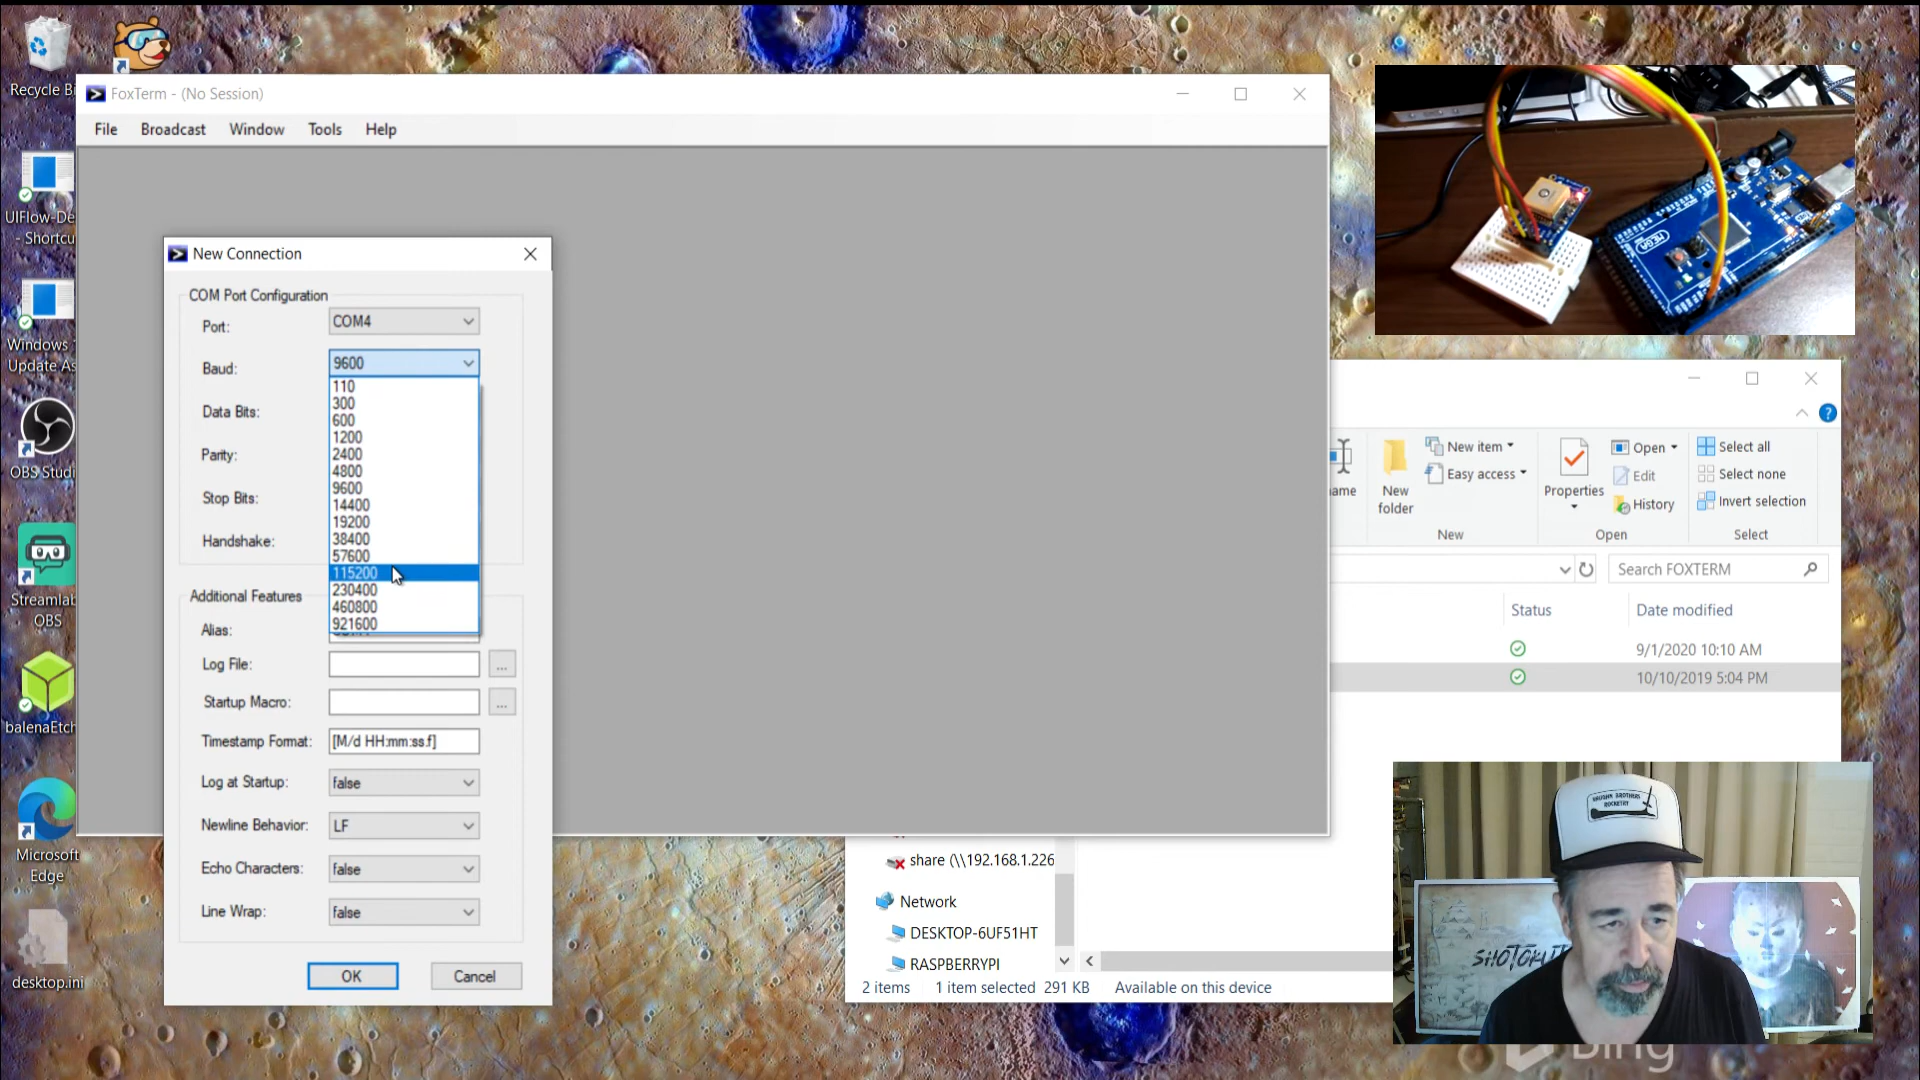 Recycle Bi
FoxTerm - (No Session)
File Broadcast Window Tools Help
UIFlow-De
- Shortcu
Windows
Update As
OBS Studi
Streamlab
OBS
balenaEtch
Microsoft
Edge
desktop.ini
New Connection
COM Port Configuration
Port: COM4
Baud: 9600
110
300
600
1200
2400
4800
9600
14400
19200
38400
57600
115200
230400
460800
921600
Data Bits:
Parity:
Stop Bits:
Handshake:
Additional Features
Alias:
Log File: ...
Startup Macro: ...
Timestamp Format: [M/d HH:mm:ss.f]
Log at Startup: false
Newline Behavior: LF
Echo Characters: false
Line Wrap: false
OK Cancel
MEGA
ame
New
folder
New item
Easy access
New
Properties
Open
Edit
History
Open
Select all
Select none
Invert selection
Select
Search FOXTERM
Status Date modified
9/1/2020 10:10 AM
10/10/2019 5:04 PM
share (\\192.168.1.226
Network
DESKTOP-6UF51HT
RASPBERRYPI
2 items 1 item selected 291 KB Available on this device
VAUGHN BROTHERS
ROCKETRY
Bing